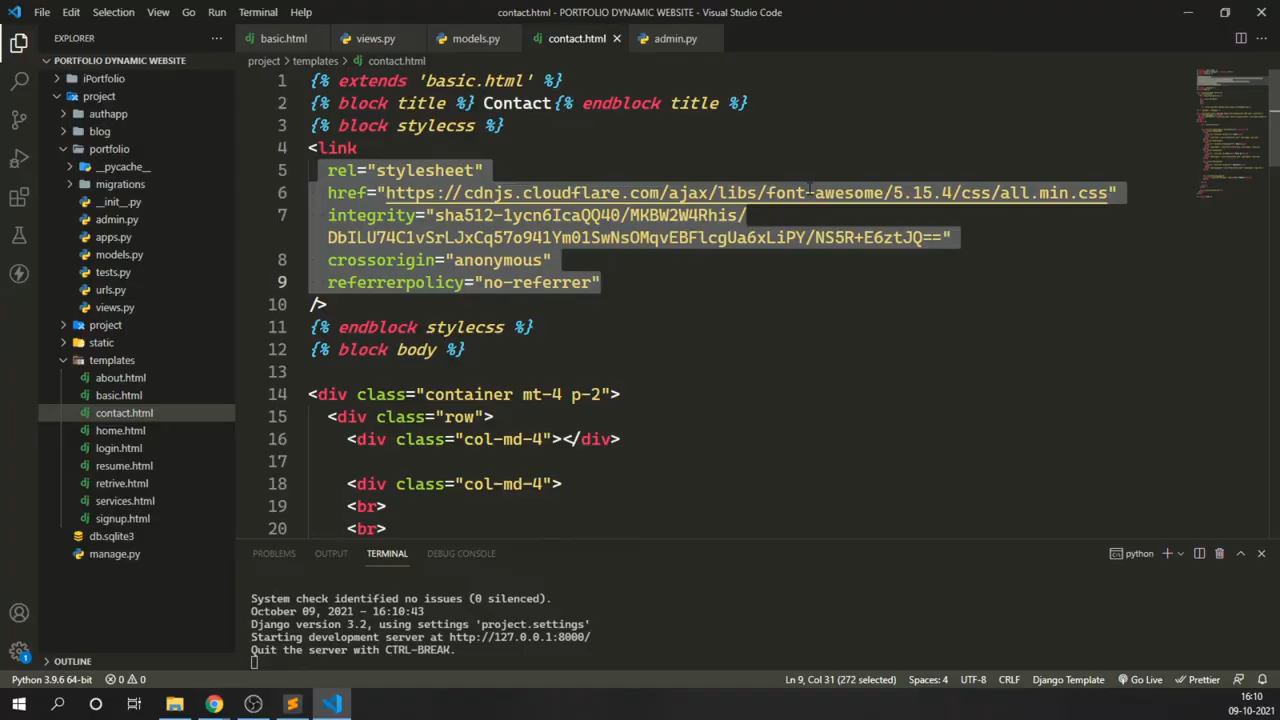 File Edit Selection View Go Run Terminal Help
contact.html - PORTFOLIO DYNAMIC WEBSITE - Visual Studio Code
EXPLORER
basic.html
views.py
models.py
contact.html
admin.py
PORTFOLIO DYNAMIC WEBSITE
project > templates > contact.html
iPortfolio
project
authapp
blog
portfolio
__pycache__
migrations
__init__.py
admin.py
apps.py
models.py
tests.py
urls.py
views.py
project
static
templates
about.html
basic.html
contact.html
home.html
login.html
resume.html
retrive.html
services.html
signup.html
db.sqlite3
manage.py
OUTLINE
1 {% extends 'basic.html' %}
2 {% block title %} Contact{% endblock title %}
3 {% block stylecss %}
4 <link
5 rel="stylesheet"
6 href="https://cdnjs.cloudflare.com/ajax/libs/font-awesome/5.15.4/css/all.min.css"
7 integrity="sha512-1ycn6IcaQQ40/MKBW2W4Rhis/
DbILU74C1vSrLJxCq57o941Ym01SwNsOMqvEBFlcgUa6xLiPY/NS5R+E6ztJQ=="
8 crossorigin="anonymous"
9 referrerpolicy="no-referrer"
10 />
11 {% endblock stylecss %}
12 {% block body %}
13
14 <div class="container mt-4 p-2">
15 <div class="row">
16 <div class="col-md-4"></div>
17
18 <div class="col-md-4">
19 <br>
20 <br>
PROBLEMS OUTPUT TERMINAL DEBUG CONSOLE
python
System check identified no issues (0 silenced).
October 09, 2021 - 16:10:43
Django version 3.2, using settings 'project.settings'
Starting development server at http://127.0.0.1:8000/
Quit the server with CTRL-BREAK.
1
Python 3.9.6 64-bit 0 0 Ln 9, Col 31 (272 selected) Spaces: 4 UTF-8 CRLF Django Template Go Live Prettier
16:10
09-10-2021